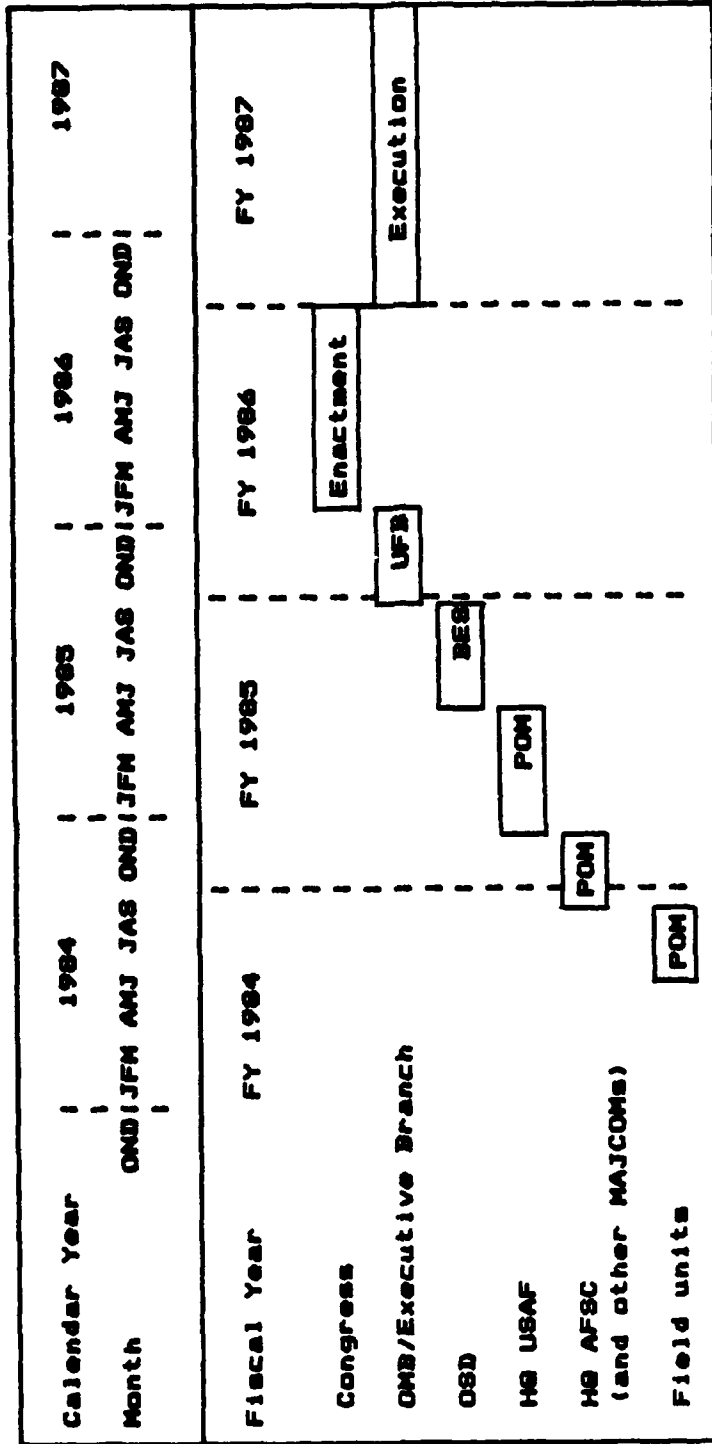 Calendar Year 1984 1985 1986 1987
Month OND|JFM AMJ JAS OND|JFM AMJ JAS OND|JFM AMJ JAS OND|
Fiscal Year FY 1984 FY 1985 FY 1986 FY 1987
Congress Enactment
OMB/Executive Branch UFB Execution
OSD BES
HQ USAF POM
HQ AFSC POM
(and other MAJCOMs)
Field units POM